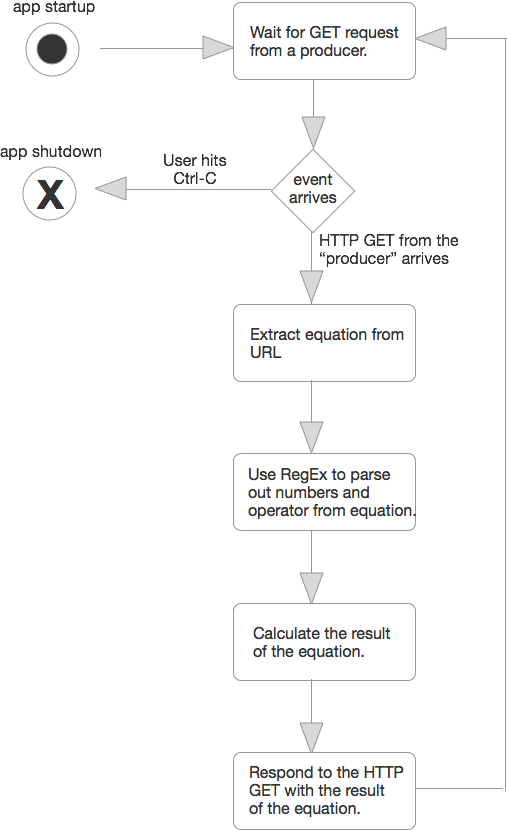 app startup
Wait for GET request
from a producer.
app shutdown
X
User hits
Ctrl-C
event
arrives
HTTP GET from the
“producer” arrives
Extract equation from
URL
Use RegEx to parse
out numbers and
operator from equation.
Calculate the result
of the equation.
Respond to the HTTP
GET with the result
of the equation.